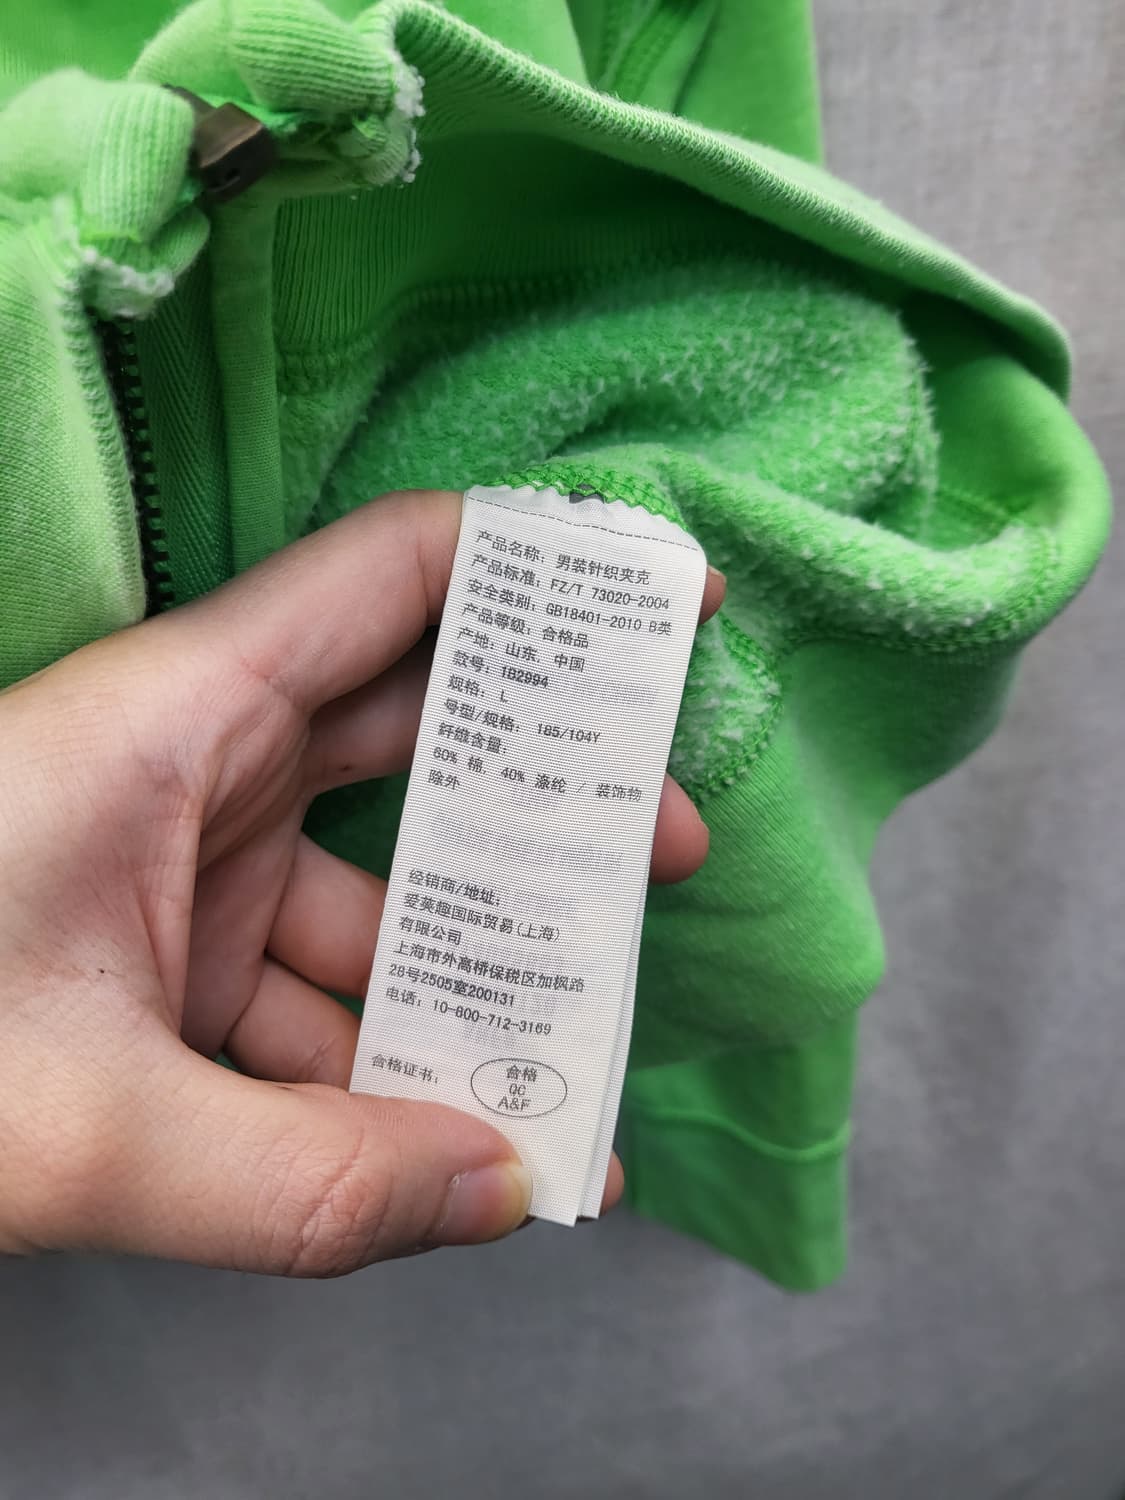 产品名称: 男装针织夹克
产品标准: FZ/T 73020-2004
安全类别: GB18401-2010 B类
产品等级: 合格品
产地: 山东, 中国
款号: IB2994
规格: L
号型/规格: 185/104Y
纤维含量:
60% 棉, 40% 涤纶 / 装饰物
除外
经销商/地址:
爱英趣国际贸易(上海)
有限公司
上海市外高桥保税区加枫路
28号2505室200131
电话: 10-800-712-3169
合格证书:
合格
QC
A&F